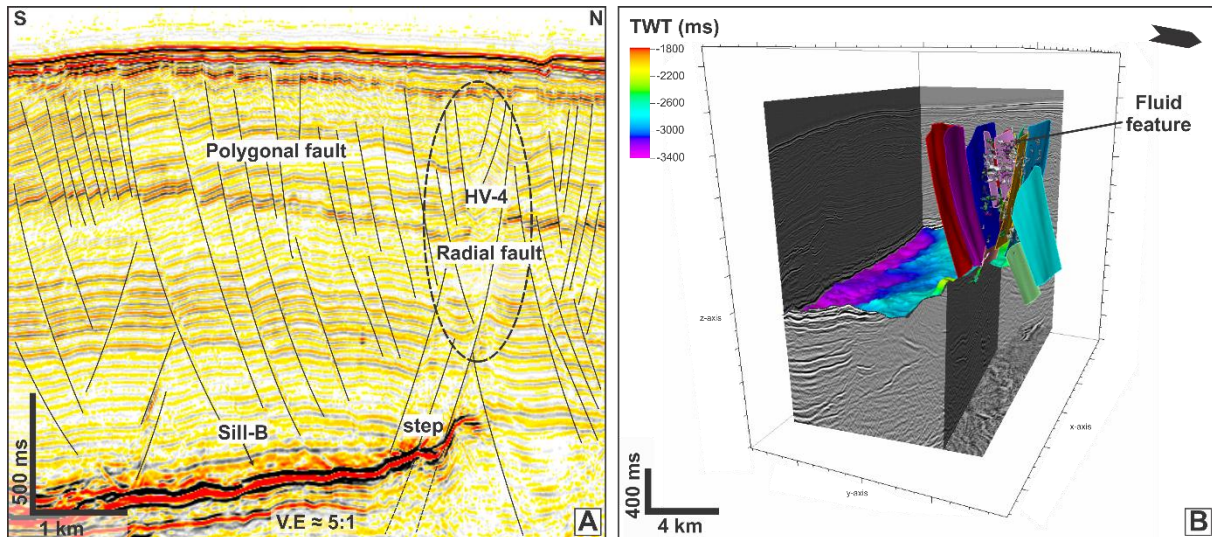 S
N
Polygonal fault
HV-4
Radial fault
Sill-B
step
500 ms
1 km
V.E ≈ 5:1
A
TWT (ms)
-1800
-2200
-2600
-3000
-3400
Fluid
feature
z-axis
x-axis
y-axis
400 ms
4 km
B